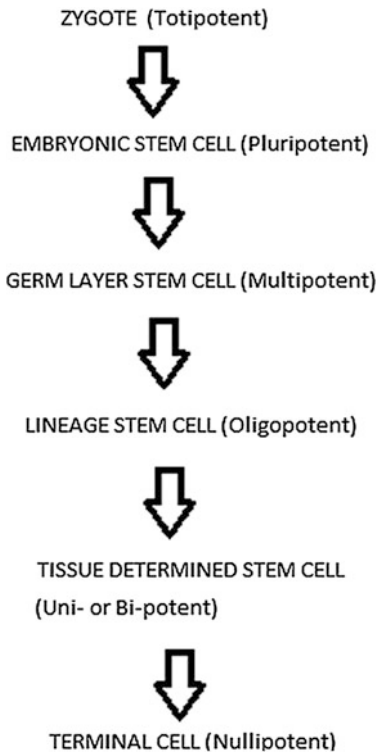 ZYGOTE (Totipotent)
EMBRYONIC STEM CELL (Pluripotent)
GERM LAYER STEM CELL (Multipotent)
LINEAGE STEM CELL (Oligopotent)
TISSUE DETERMINED STEM CELL
(Uni- or Bi-potent)
TERMINAL CELL (Nullipotent)